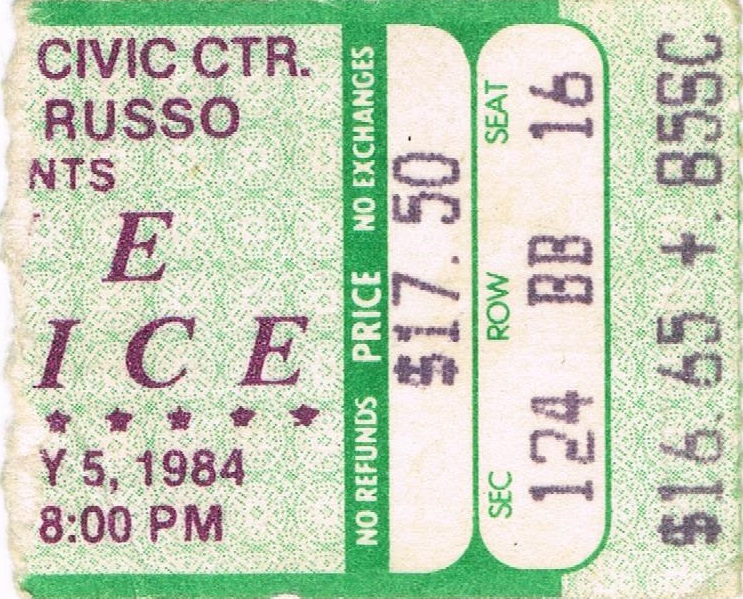 CIVIC CTR.
RUSSO
NTS
E
ICE
Y 5, 1984
8:00 PM
NO REFUNDS PRICE NO EXCHANGES
$17.50
SEC ROW SEAT
124 BB 16
$16.65 + .85SC